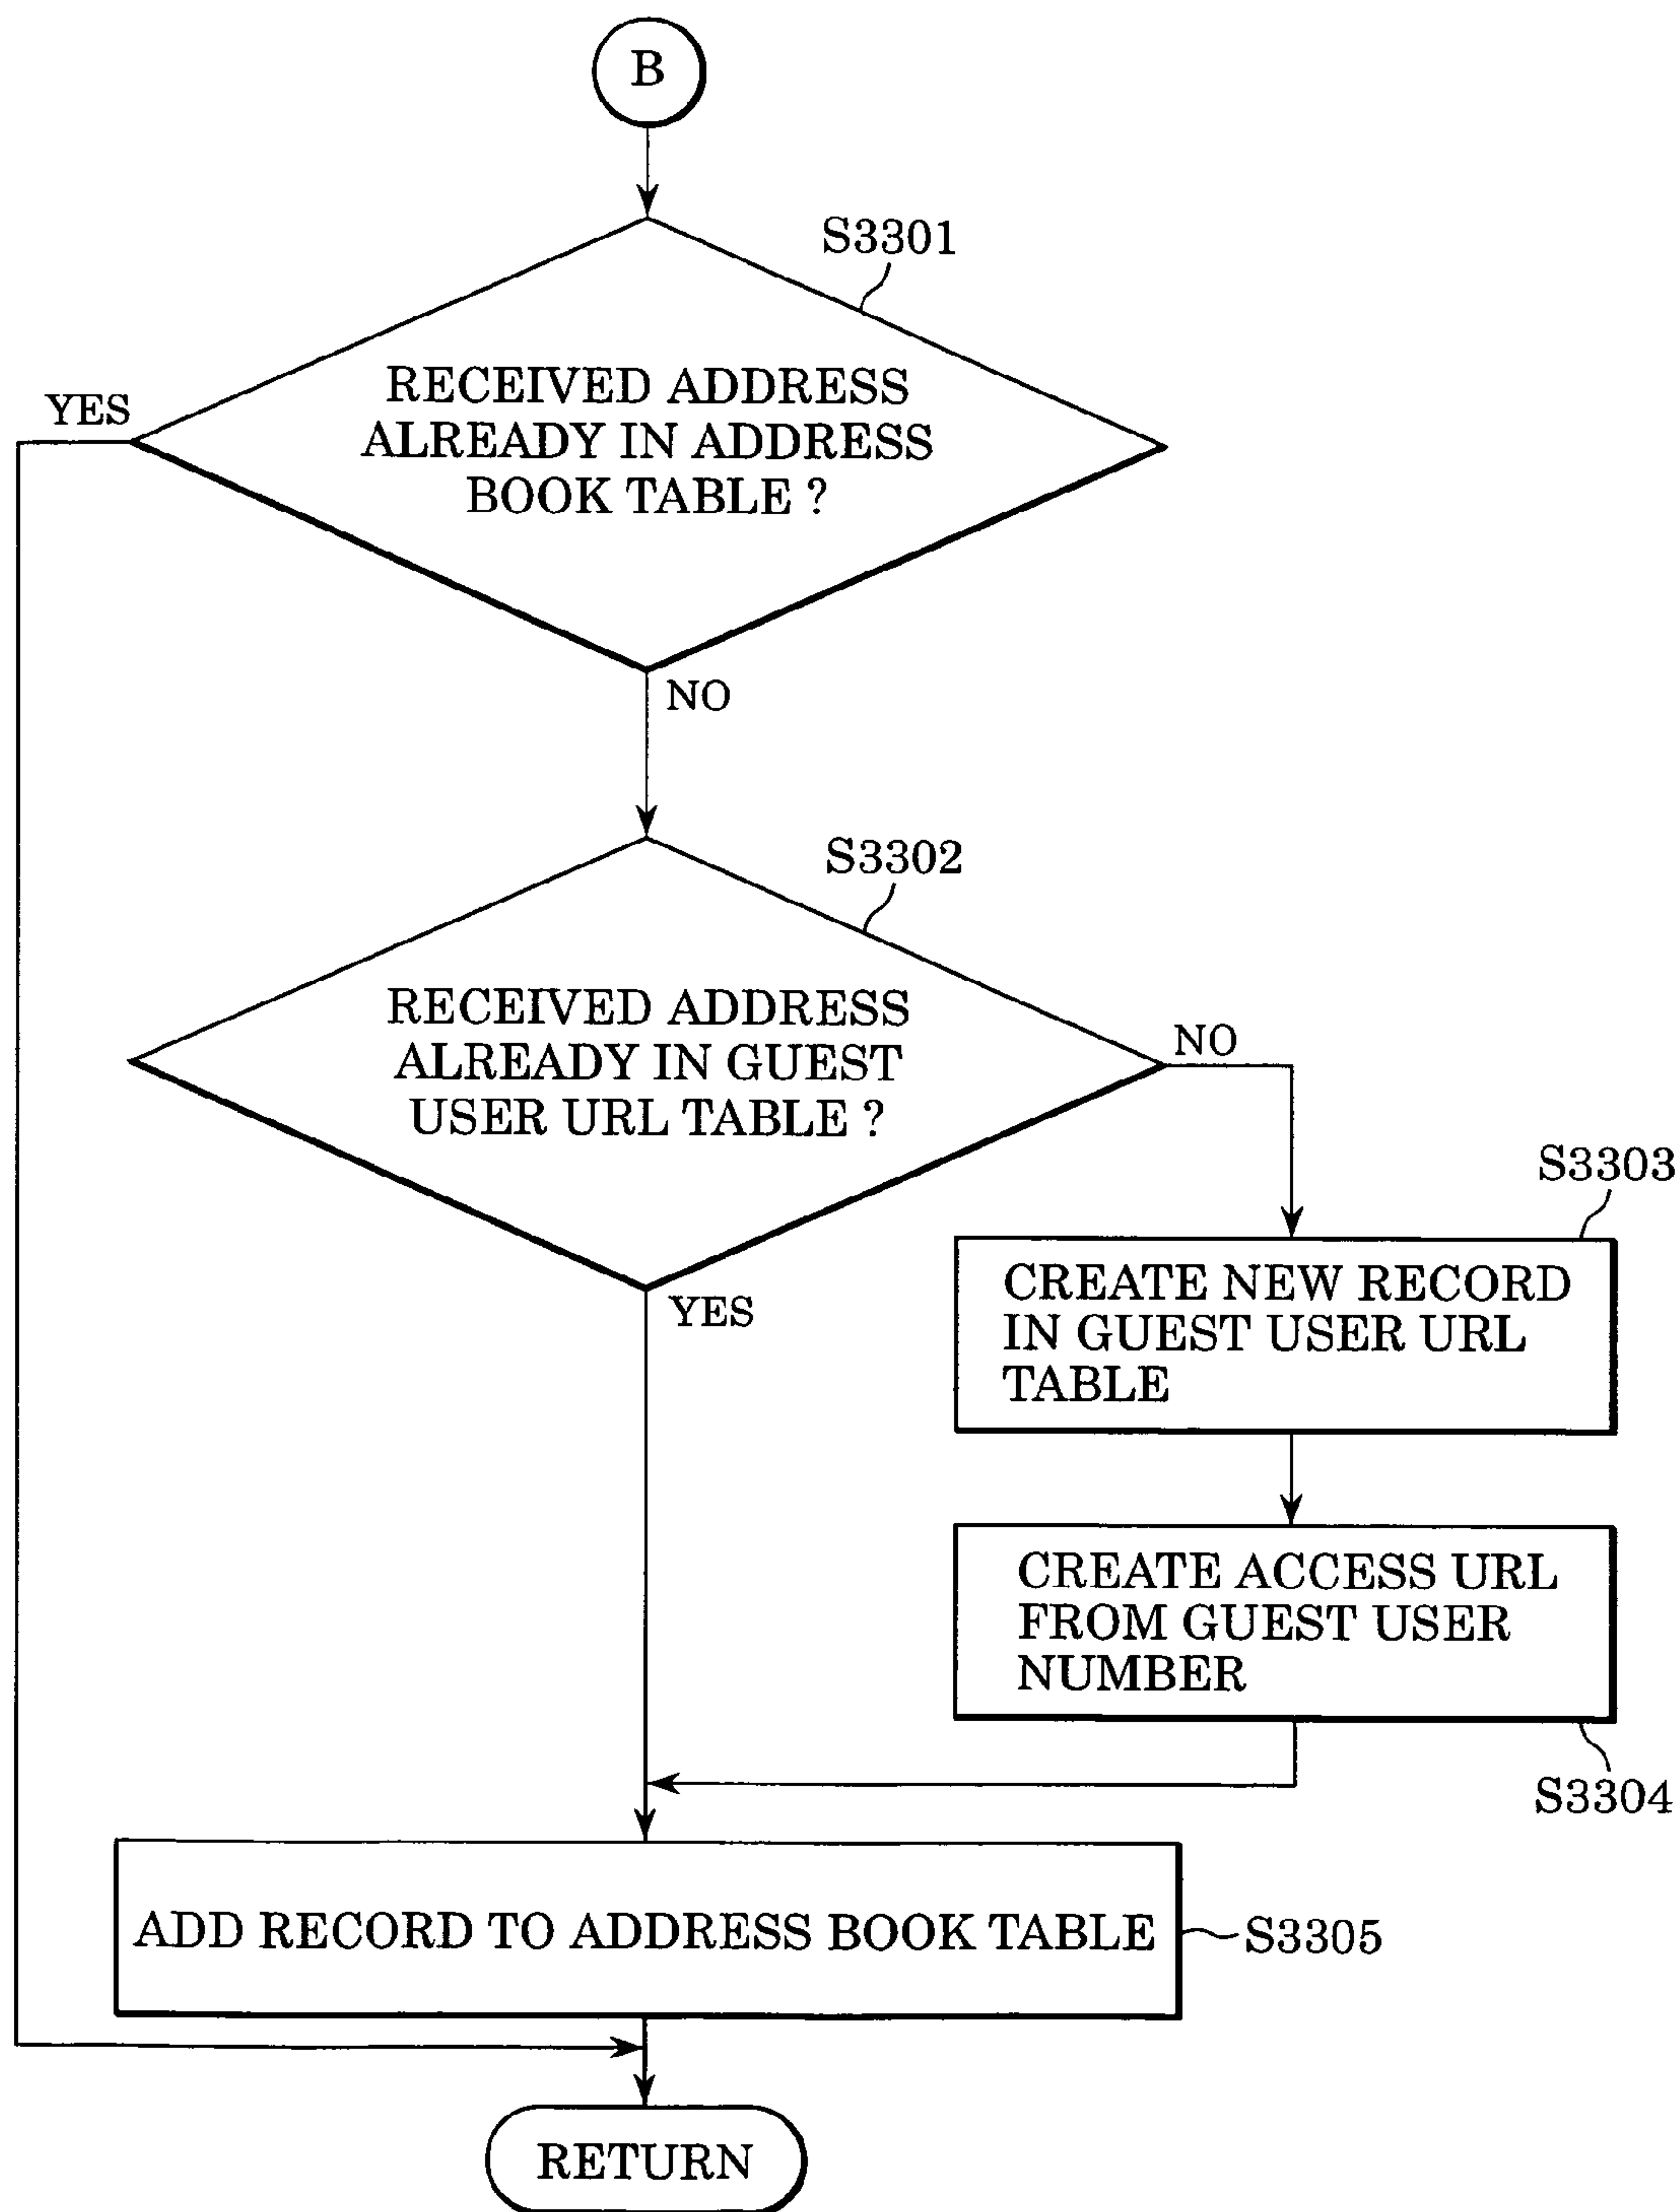 B
S3301
RECEIVED ADDRESS
ALREADY IN ADDRESS
BOOK TABLE ?
YES
NO
S3302
RECEIVED ADDRESS
ALREADY IN GUEST
USER URL TABLE ?
NO
YES
S3303
CREATE NEW RECORD
IN GUEST USER URL
TABLE
CREATE ACCESS URL
FROM GUEST USER
NUMBER
S3304
ADD RECORD TO ADDRESS BOOK TABLE
S3305
RETURN